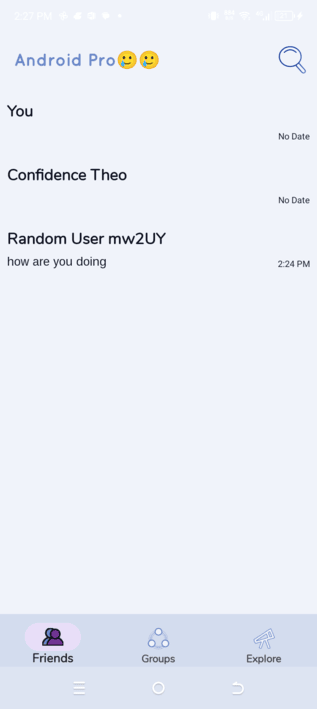 2:27 PM
Android Pro🥲🥲
You
No Date
Confidence Theo
No Date
Random User mw2UY
how are you doing
2:24 PM
Friends
Groups
Explore